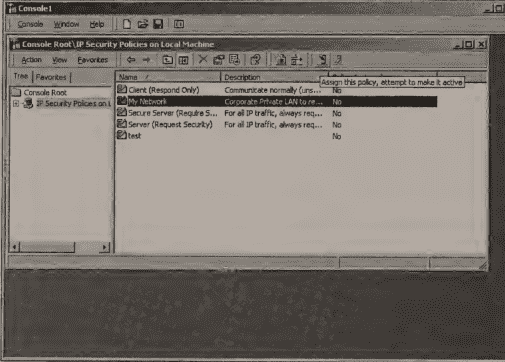 Console1
Console Window Help
Console Root\IP Security Policies on Local Machine
Action View Favorites
Tree Favorites
Name Description
Assign this policy, attempt to make it active
Console Root
IP Security Policies on L
Client (Respond Only) Communicate normally (uns... No
My Network Corporate Private LAN to re... No
Secure Server (Require S... For all IP traffic, always req... No
Server (Request Security) For all IP traffic, always req... No
test No